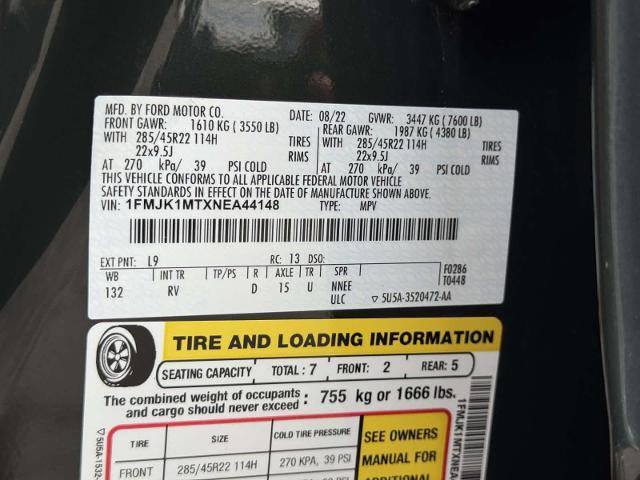 MFD. BY FORD MOTOR CO.
DATE: 08/22 GVWR: 3447 KG (7600 LB)
FRONT GAWR: 1610 KG (3550 LB)
REAR GAWR: 1987 KG (4380 LB)
WITH 285/45R22 114H TIRES
WITH 285/45R22 114H TIRES
22x9.5J RIMS
22x9.5J RIMS
AT 270 kPa/ 39 PSI COLD
AT 270 kPa/ 39 PSI COLD
THIS VEHICLE CONFORMS TO ALL APPLICABLE FEDERAL MOTOR VEHICLE
SAFETY STANDARDS IN EFFECT ON THE DATE OF MANUFACTURE SHOWN ABOVE.
VIN: 1FMJK1MTXNEA44148 TYPE: MPV
EXT PNT: L9 RC: 13 DSO: F0286
WB INT TR TP/PS R AXLE TR SPR T0448
132 RV D 15 U NNEE
ULC ▽5U5A-3520472-AA
TIRE AND LOADING INFORMATION
SEATING CAPACITY TOTAL: 7 FRONT: 2 REAR: 5
The combined weight of occupants and cargo should never exceed: 755 kg or 1666 lbs.
TIRE SIZE COLD TIRE PRESSURE
FRONT 285/45R22 114H 270 KPA, 39 PSI
SEE OWNERS
MANUAL FOR
ADDITIONAL
▽5U5A-1532
1FMJK1MTXNEA